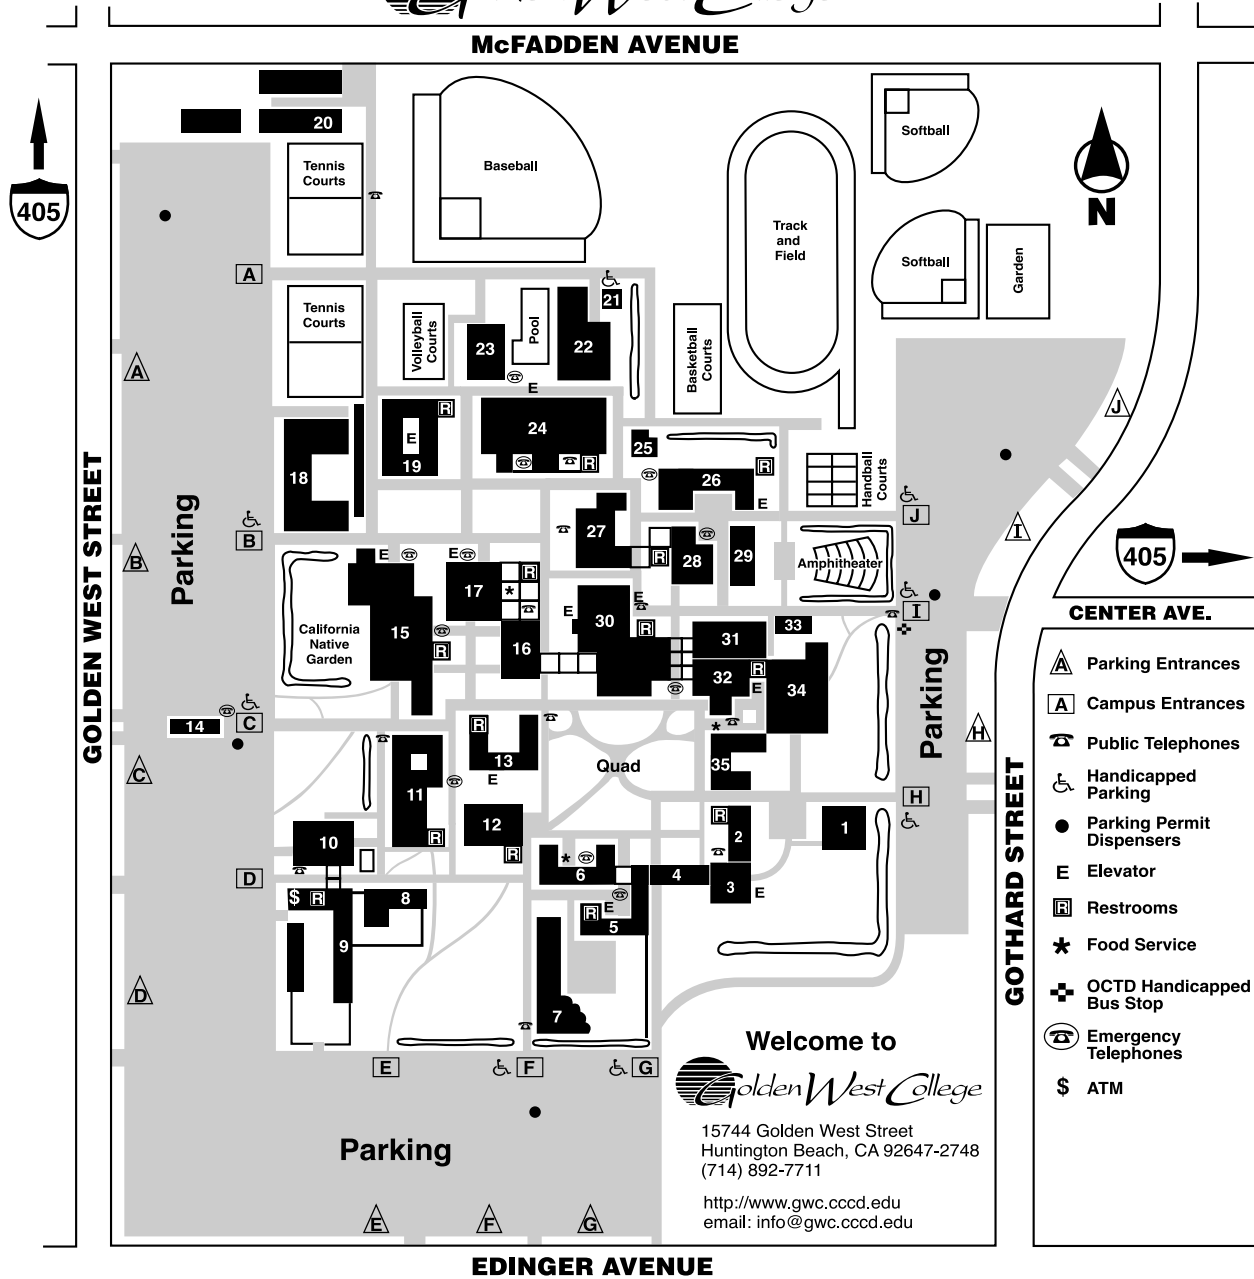 McFADDEN AVENUE
20
405
Tennis
Courts
Baseball
Track
and
Field
Softball
Softball
Garden
N
A
Tennis
Courts
Volleyball
Courts
Pool
21
22
23
Basketball
Courts
A
E
J
24
R
E
19
R
25
26
R
E
18
Handball
Courts
GOLDEN WEST STREET
Parking
B
B
J
I
27
R
28
29
Amphitheater
405
CENTER AVE.
E
E
17
R
*
15
R
16
California
Native
Garden
E
30
E
R
31
33
32
R
E
34
I
Parking
GOTHARD STREET
H
14
C
C
R
13
E
Quad
*
35
11
R
12
R
H
10
R
2
1
D
6
*
4
3
E
$
R
8
9
R
E
5
D
7
E
F
G
Parking
E
F
G
Welcome to
Golden West College
15744 Golden West Street
Huntington Beach, CA 92647-2748
(714) 892-7711
http://www.gwc.cccd.edu
email: info@gwc.cccd.edu
EDINGER AVENUE
A Parking Entrances
A Campus Entrances
Public Telephones
Handicapped
Parking
Parking Permit
Dispensers
E Elevator
R Restrooms
* Food Service
OCTD Handicapped
Bus Stop
Emergency
Telephones
$ ATM